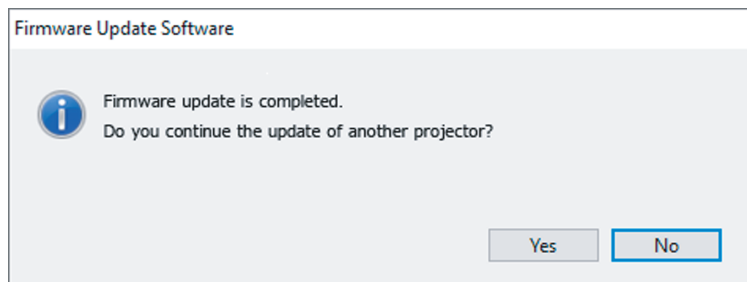 Firmware Update Software
Firmware update is completed.
Do you continue the update of another projector?
Yes No